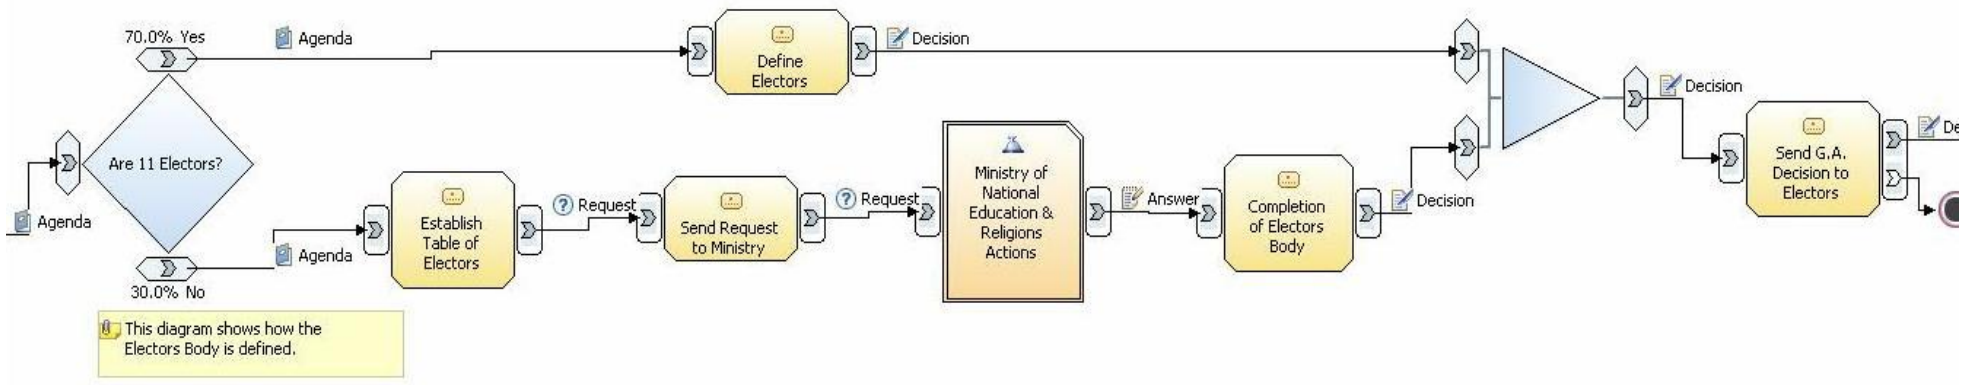 70.0% Yes
Agenda
Define
Electors
Decision
Are 11 Electors?
Agenda
30.0% No
Agenda
Establish
Table of
Electors
Request
Send Request
to Ministry
Request
Ministry of
National
Education &
Religions
Actions
Answer
Completion
of Electors
Body
Decision
Decision
Send G.A.
Decision to
Electors
De
This diagram shows how the
Electors Body is defined.